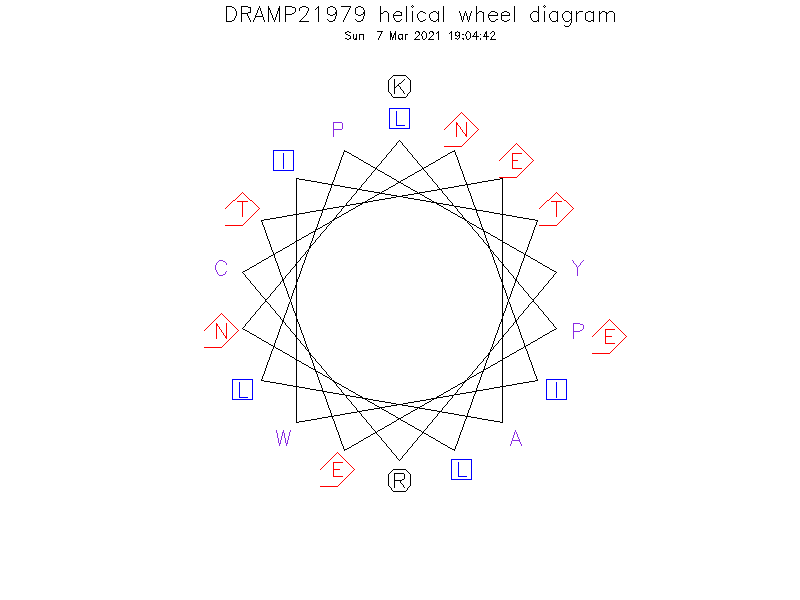 DRAMP21979 helical wheel diagram
Sun 7 Mar 2021 19:04:42
K
P L N
I E
T T
C Y
N P E
L I
W A
E R L